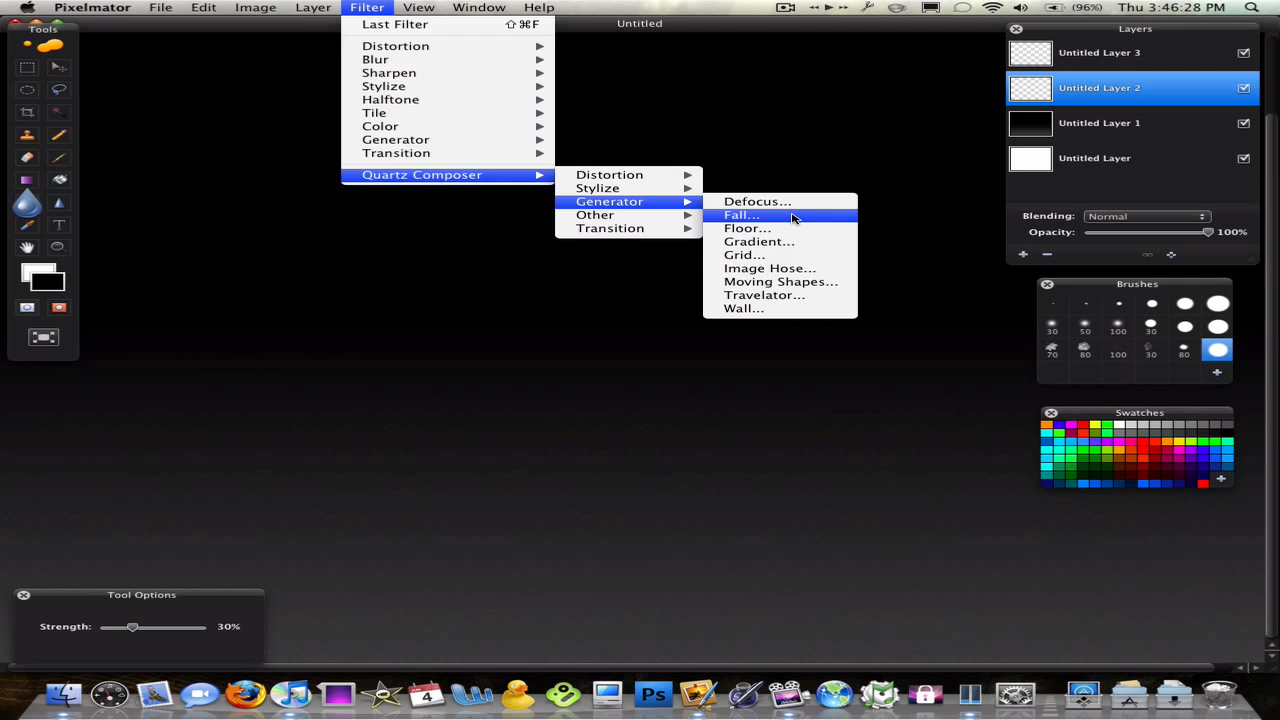 Pixelmator File Edit Image Layer Filter View Window Help (96%) Thu 3:46:28 PM
Untitled
Tools
Last Filter ⇧⌘F
Distortion
Blur
Sharpen
Stylize
Halftone
Tile
Color
Generator
Transition
Quartz Composer
Distortion
Stylize
Generator
Other
Transition
Defocus...
Fall...
Floor...
Gradient...
Grid...
Image Hose...
Moving Shapes...
Travelator...
Wall...
Layers
Untitled Layer 3
Untitled Layer 2
Untitled Layer 1
Untitled Layer
Blending: Normal
Opacity: 100%
Brushes
30 50 100 30
70 80 100 30 80
Swatches
Tool Options
Strength: 30%
JUN
4
Ps